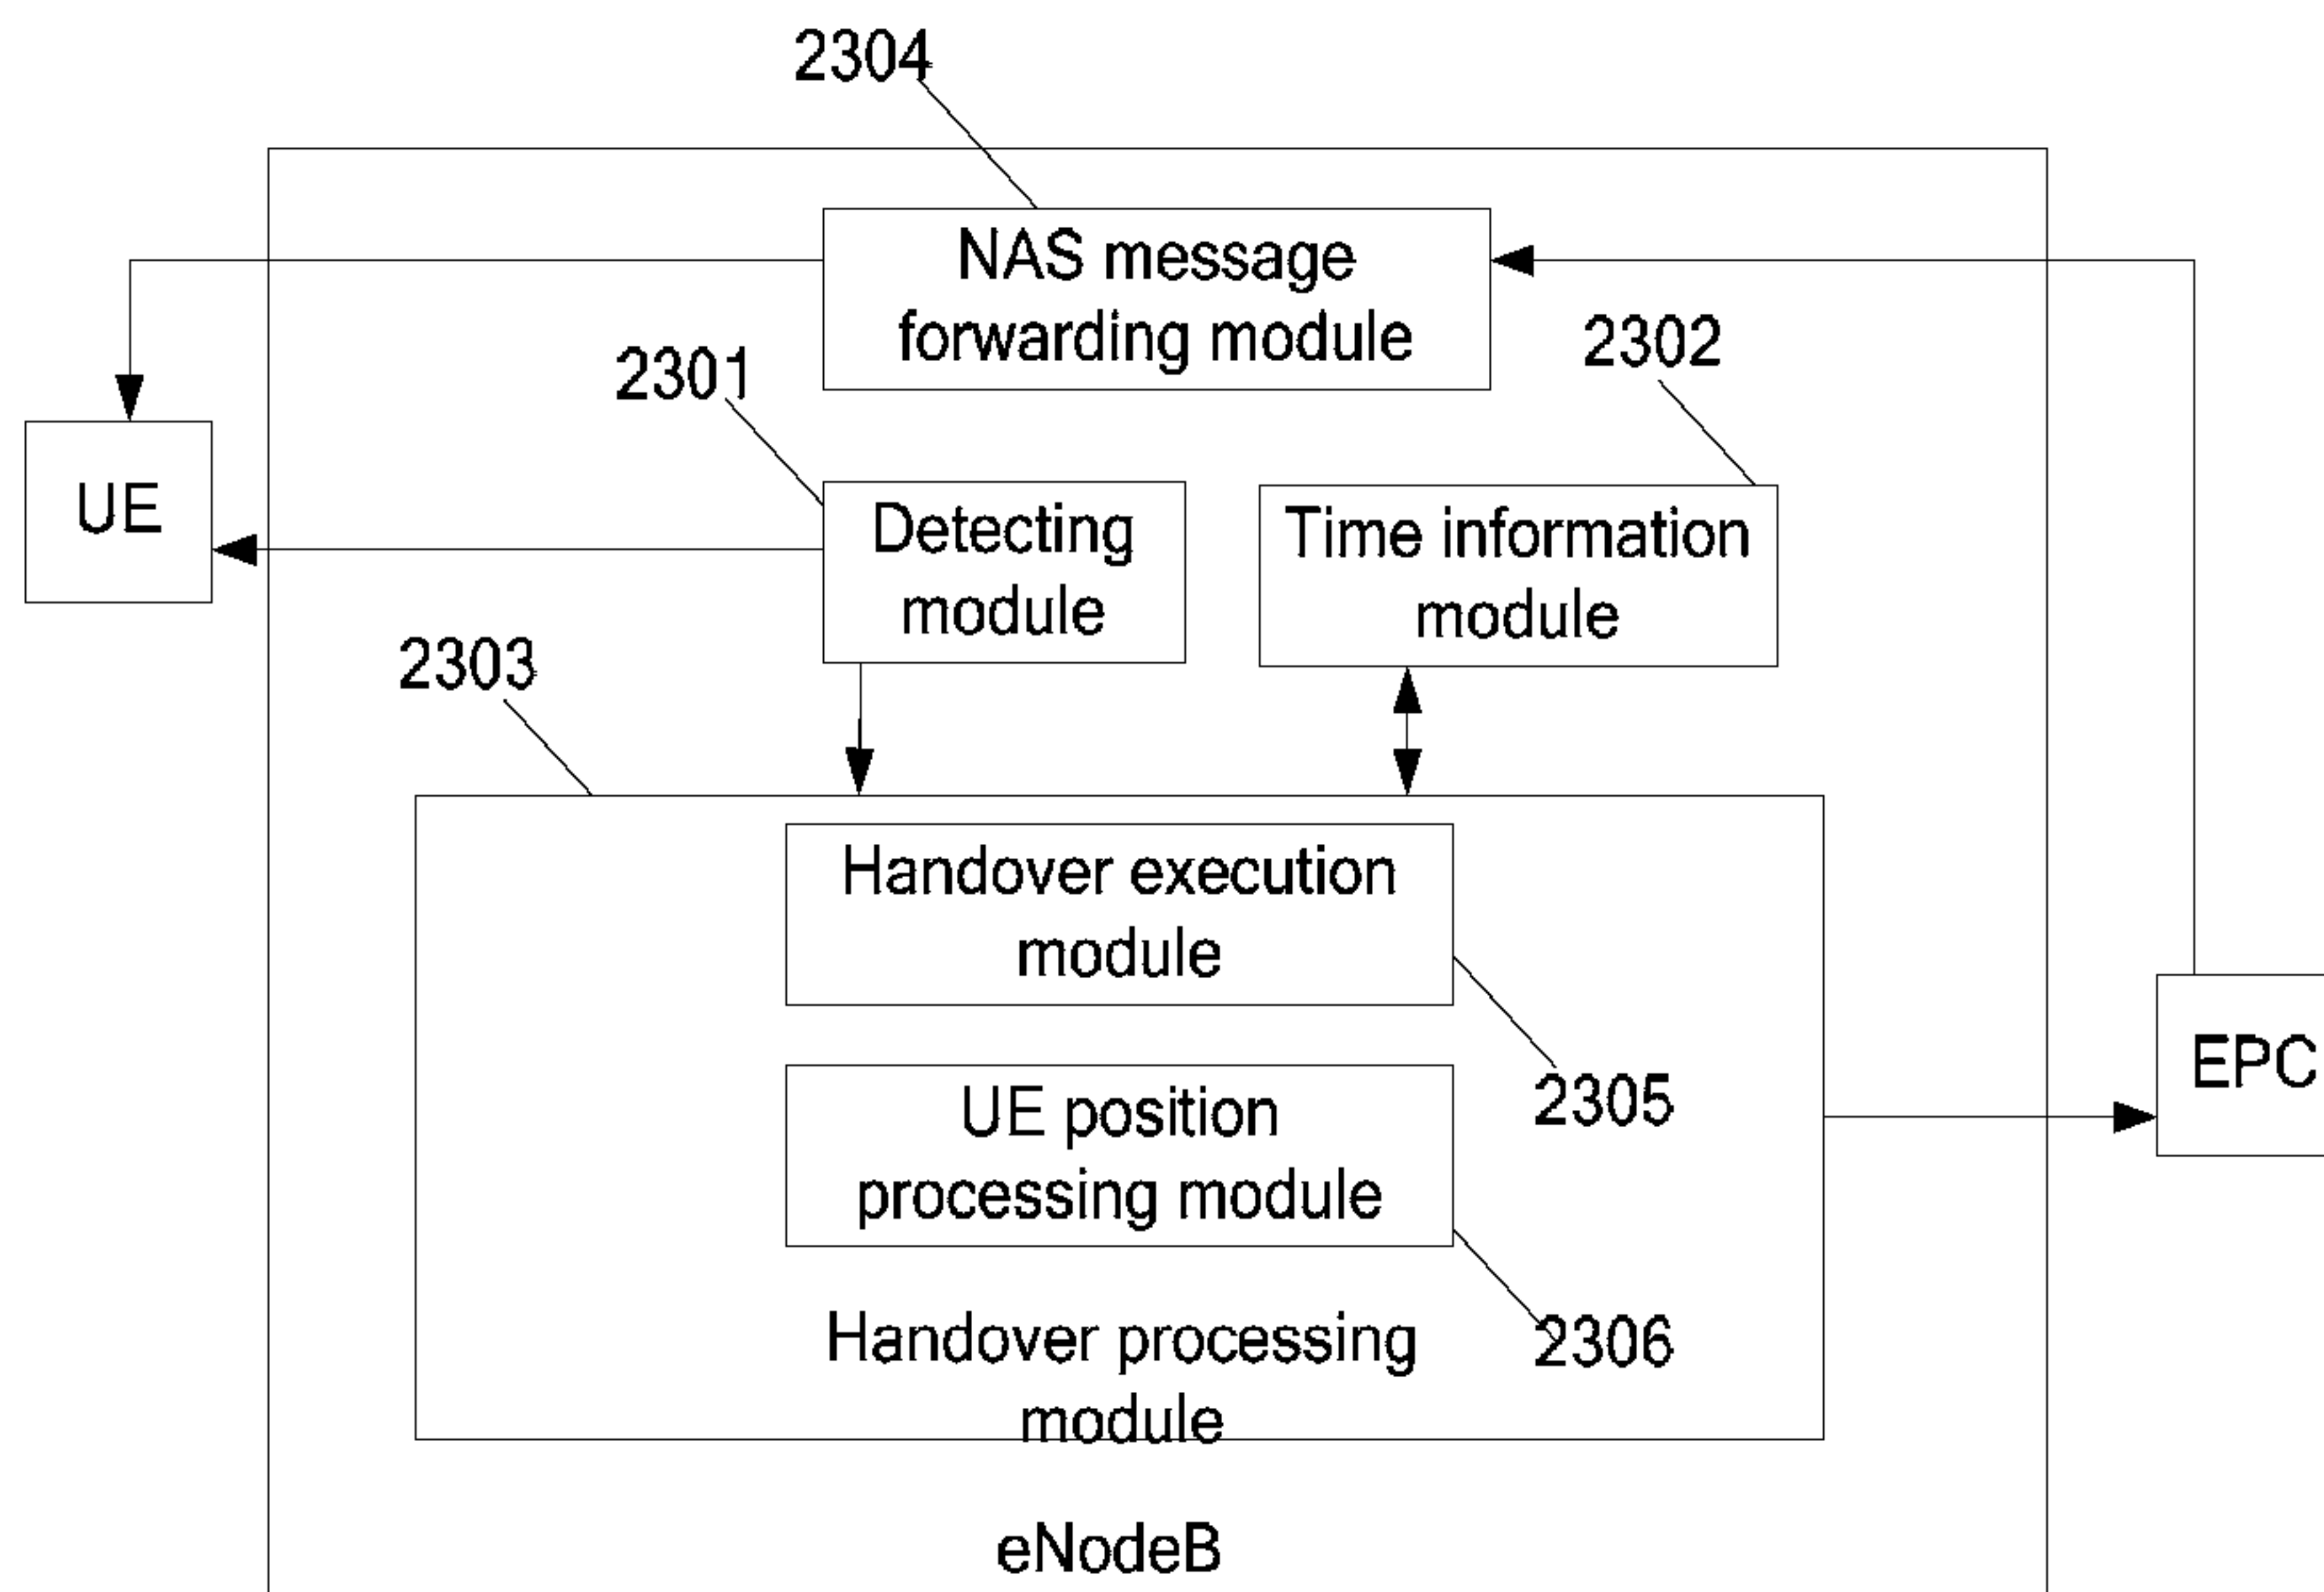 2304
NAS message
forwarding module
2302
2301
UE
Detecting
module
Time information
module
2303
Handover execution
module
2305
EPC
UE position
processing module
2306
Handover processing
module
eNodeB